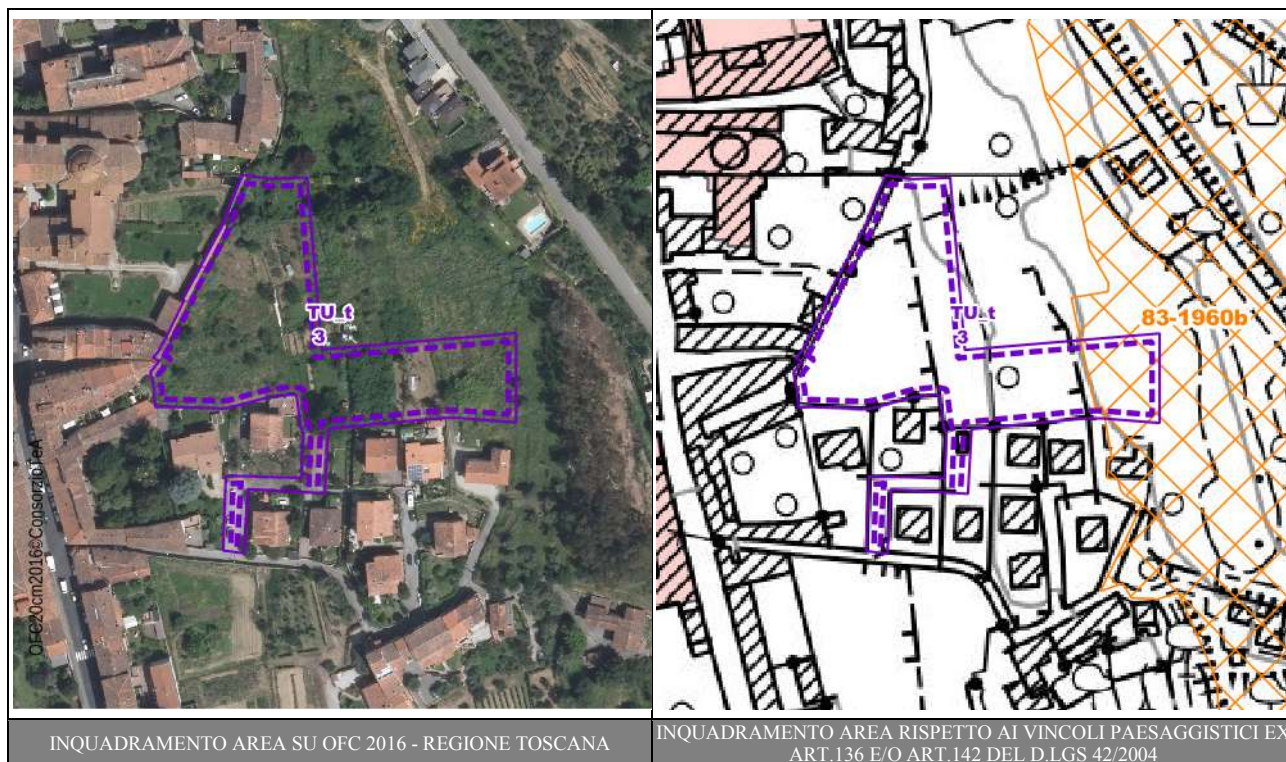 OFC20cm2016©ConsorzioTeA
TU_t
3
TU_t
3
83-1960b
INQUADRAMENTO AREA SU OFC 2016 - REGIONE TOSCANA
INQUADRAMENTO AREA RISPETTO AI VINCOLI PAESAGGISTICI EX
ART.136 E/O ART.142 DEL D.LGS 42/2004